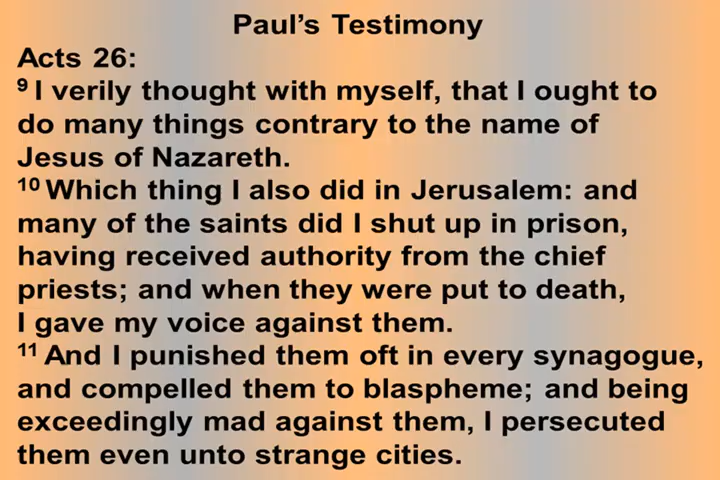 Paul’s Testimony
Acts 26:
⁹ I verily thought with myself, that I ought to
do many things contrary to the name of
Jesus of Nazareth.
¹⁰ Which thing I also did in Jerusalem: and
many of the saints did I shut up in prison,
having received authority from the chief
priests; and when they were put to death,
I gave my voice against them.
¹¹ And I punished them oft in every synagogue,
and compelled them to blaspheme; and being
exceedingly mad against them, I persecuted
them even unto strange cities.